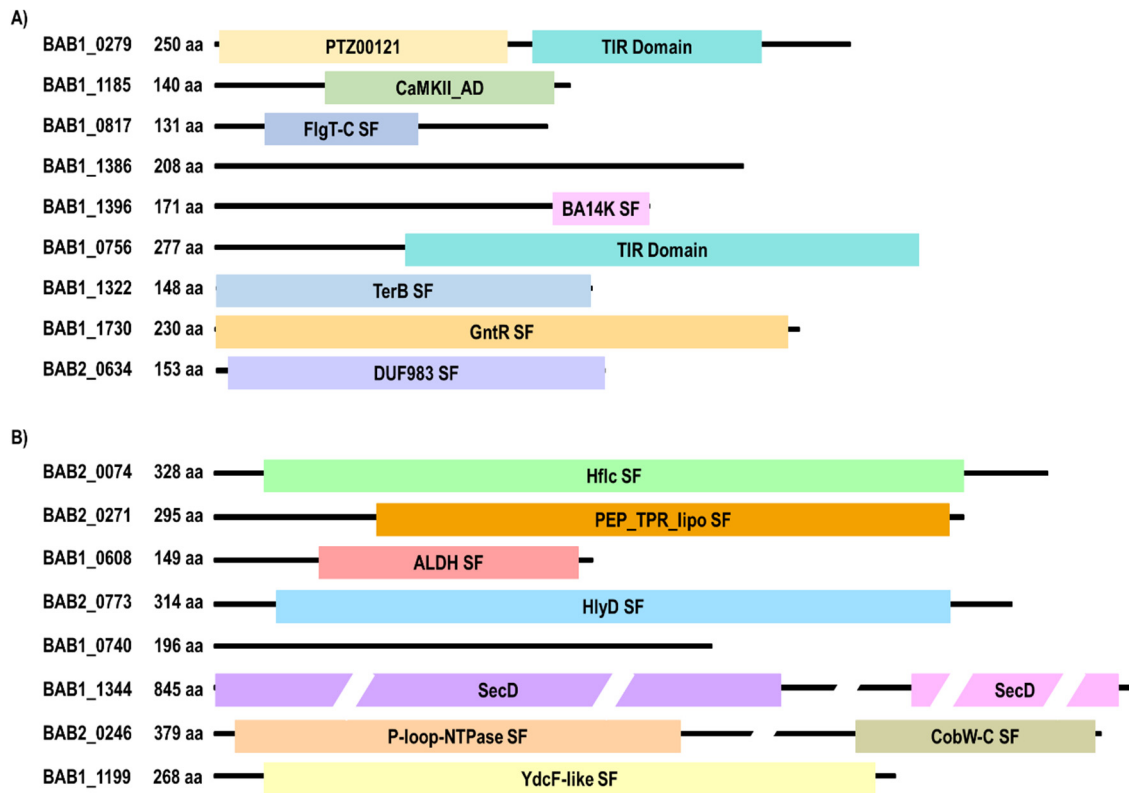 A)
BAB1_0279 250 aa PTZ00121 TIR Domain
BAB1_1185 140 aa CaMKII_AD
BAB1_0817 131 aa FlgT-C SF
BAB1_1386 208 aa
BAB1_1396 171 aa BA14K SF
BAB1_0756 277 aa TIR Domain
BAB1_1322 148 aa TerB SF
BAB1_1730 230 aa GntR SF
BAB2_0634 153 aa DUF983 SF
B)
BAB2_0074 328 aa Hflc SF
BAB2_0271 295 aa PEP_TPR_lipo SF
BAB1_0608 149 aa ALDH SF
BAB2_0773 314 aa HlyD SF
BAB1_0740 196 aa
BAB1_1344 845 aa SecD SecD
BAB2_0246 379 aa P-loop-NTPase SF CobW-C SF
BAB1_1199 268 aa YdcF-like SF